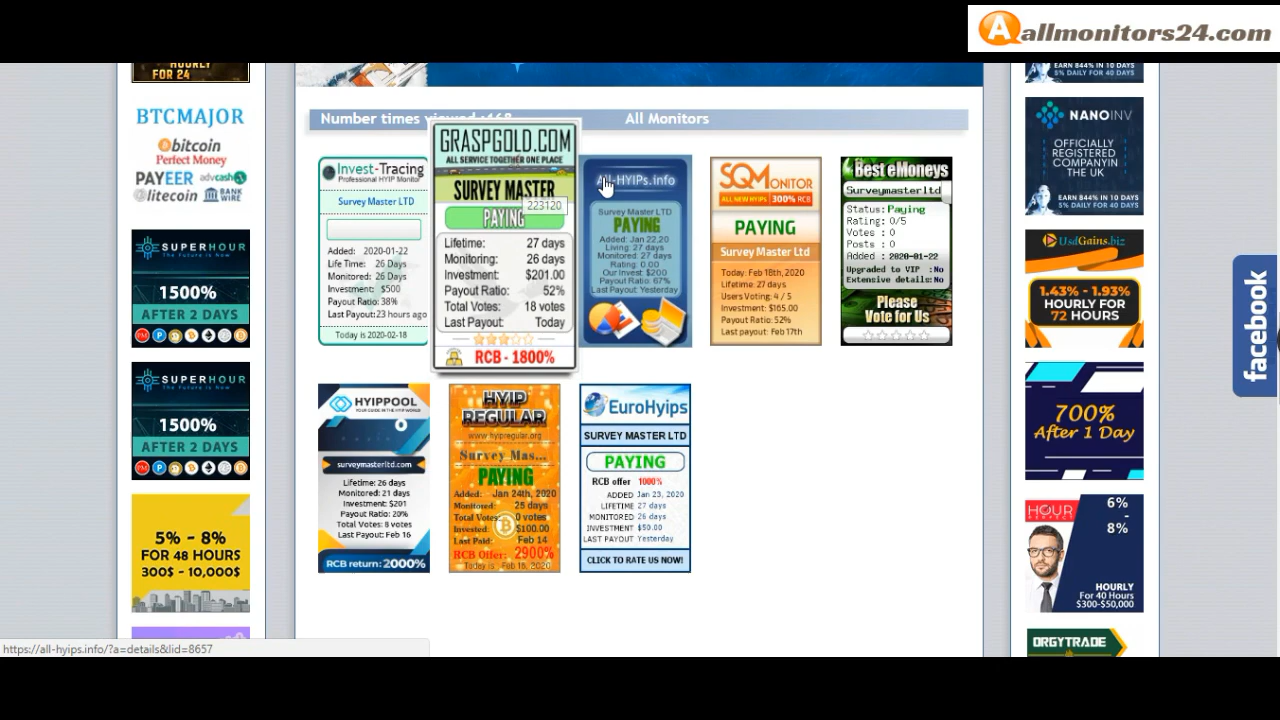 allmonitors24.com
HOURLY
FOR 24
BTCMAJOR
bitcoin
Perfect Money
PAYEER
advcash
litecoin
BANK
WIRE
SUPERHOUR
The Future is Now
1500%
AFTER 2 DAYS
SUPERHOUR
The Future is Now
1500%
AFTER 2 DAYS
5% - 8%
FOR 48 HOURS
300$ - 10,000$
Number times viewed :468
All Monitors
Invest-Tracing
Professional HYIP Monitor
Survey Master LTD
Added: 2020-01-22
Life Time: 26 Days
Monitored: 26 Days
Investment: $500
Payout Ratio: 38%
Last Payout: 23 hours ago
Today is 2020-02-18
GRASPGOLD.COM
ALL SERVICE TOGETHER ONE PLACE
SURVEY MASTER
223120
PAYING
Lifetime: 27 days
Monitoring: 26 days
Investment: $201.00
Payout Ratio: 52%
Total Votes: 18 votes
Last Payout: Today
RCB - 1800%
All-HYIPs.info
Survey Master LTD
PAYING
Added: Jan 22,20
Living: 27 days
Monitored: 27 days
Rating: 0.00
Our Invest: $200
Payout Ratio: 67%
Last Payout: Yesterday
SQMONITOR
ALL NEW HYIPS 300% RCB
PAYING
Survey Master Ltd
Today: Feb 18th, 2020
Lifetime: 27 days
Users Voting: 4 / 5
Investment: $165.00
Payout Ratio: 52%
Last payout: Feb 17th
Best eMoneys
Surveymasterltd
Status: Paying
Rating: 0/5
Votes : 0
Posts : 0
Added : 2020-01-22
Upgraded to VIP :No
Extensive details:No
Please
Vote for Us
HYIPPOOL
YOUR GUIDE IN THE HYIP WORLD
surveymasterltd.com
Lifetime: 26 days
Monitored: 21 days
Investment: $201
Payout Ratio: 20%
Total Votes: 8 votes
Last Payout: Feb 16
RCB return: 2000%
HYIP
REGULAR
www.hyipregular.org
Survey Mas...
PAYING
Added: Jan 24th, 2020
Monitored: 25 days
Total Votes: 0 votes
Invested: $100.00
Last Paid: Feb 14
RCB Offer: 2900%
Today is Feb 18, 2020
EuroHyips
SURVEY MASTER LTD
PAYING
RCB offer 1000%
ADDED Jan 23, 2020
LIFETIME 27 days
MONITORED 26 days
INVESTMENT $50.00
LAST PAYOUT Yesterday
CLICK TO RATE US NOW!
EARN 844% IN 10 DAYS
8% DAILY FOR 40 DAYS
NANOINV
OFFICIALLY
REGISTERED
COMPANYIN
THE UK
EARN 844% IN 10 DAYS
8% DAILY FOR 40 DAYS
UsdGains.biz
1.43% - 1.93%
HOURLY FOR
72 HOURS
700%
After 1 Day
HOUR
PERFECT
6%
-
8%
HOURLY
For 40 Hours
$300-$50,000
ORGYTRADE
facebook
https://all-hyips.info/?a=details&lid=8657